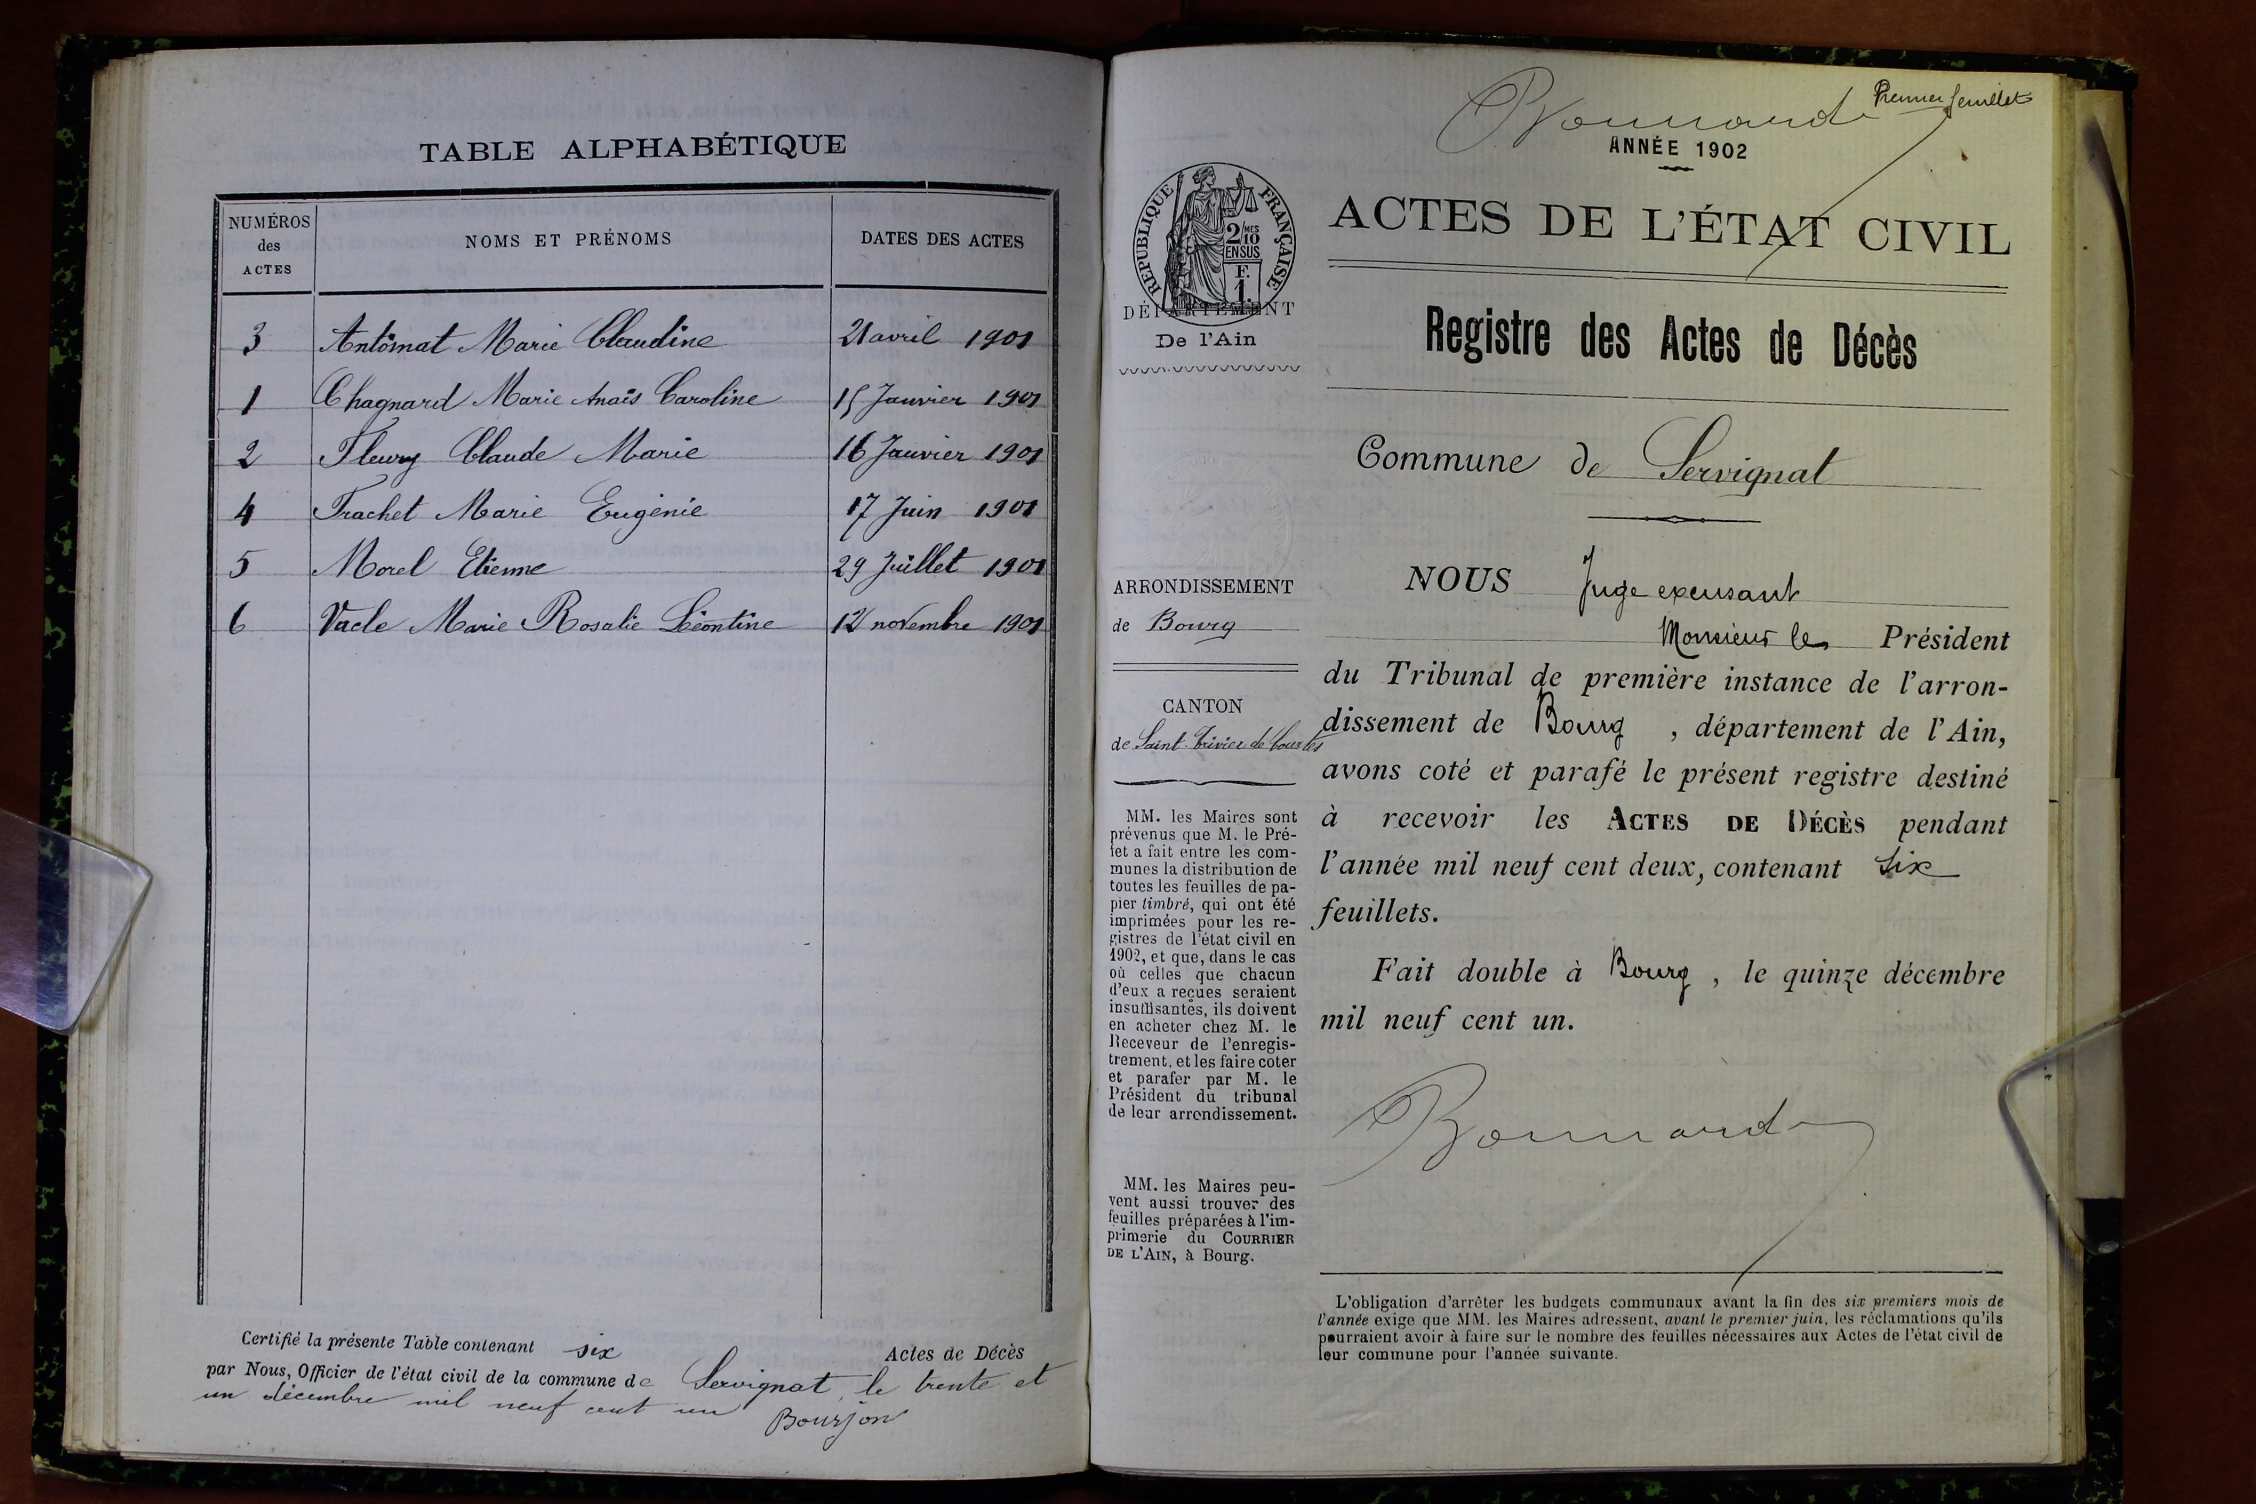 TABLE ALPHABÉTIQUE
NUMÉROS
des
ACTES
NOMS ET PRÉNOMS
DATES DES ACTES
3 Antoinat Marie Claudine 21 avril 1901
1 Chagnard Marie Anaïs Caroline 15 Janvier 1901
2 Fleury Claude Marie 16 Janvier 1901
4 Trachet Marie Eugénie 17 Juin 1901
5 Morel Etienne 29 Juillet 1901
6 Vacle Marie Rosalie Léontine 12 novembre 1901
Certifié la présente Table contenant six Actes de Décès
par Nous, Officier de l'état civil de la commune de Servignat, le trente et
un décembre mil neuf cent un
Bourjon
Bonnard
Premier feuillet
ANNÉE 1902
ACTES DE L'ÉTAT CIVIL
RÉPUBLIQUE FRANÇAISE
2/10 MES
EN SUS
F.
1.
DÉPARTEMENT
De l'Ain
Registre des Actes de Décès
Commune de Servignat
ARRONDISSEMENT
de Bourg
CANTON
de Saint-Trivier de Courtes
MM. les Maires sont
prévenus que M. le Pré-
fet a fait entre les com-
munes la distribution de
toutes les feuilles de pa-
pier timbré, qui ont été
imprimées pour les re-
gistres de l'état civil en
1902, et que, dans le cas
où celles que chacun
d'eux a reçues seraient
insuffisantes, ils doivent
en acheter chez M. le
Receveur de l'enregis-
trement, et les faire coter
et parafer par M. le
Président du tribunal
de leur arrondissement.
MM. les Maires peu-
vent aussi trouver des
feuilles préparées à l'im-
primerie du COURRIER
DE L'AIN, à Bourg.
NOUS Juge excusant
Monsieur le Président
du Tribunal de première instance de l'arron-
dissement de Bourg, département de l'Ain,
avons coté et parafé le présent registre destiné
à recevoir les ACTES DE DÉCÈS pendant
l'année mil neuf cent deux, contenant six
feuillets.
Fait double à Bourg, le quinze décembre
mil neuf cent un.
Bonnard
L'obligation d'arrêter les budgets communaux avant la fin des six premiers mois de
l'année exige que MM. les Maires adressent, avant le premier juin, les réclamations qu'ils
pourraient avoir à faire sur le nombre des feuilles nécessaires aux Actes de l'état civil de
leur commune pour l'année suivante.